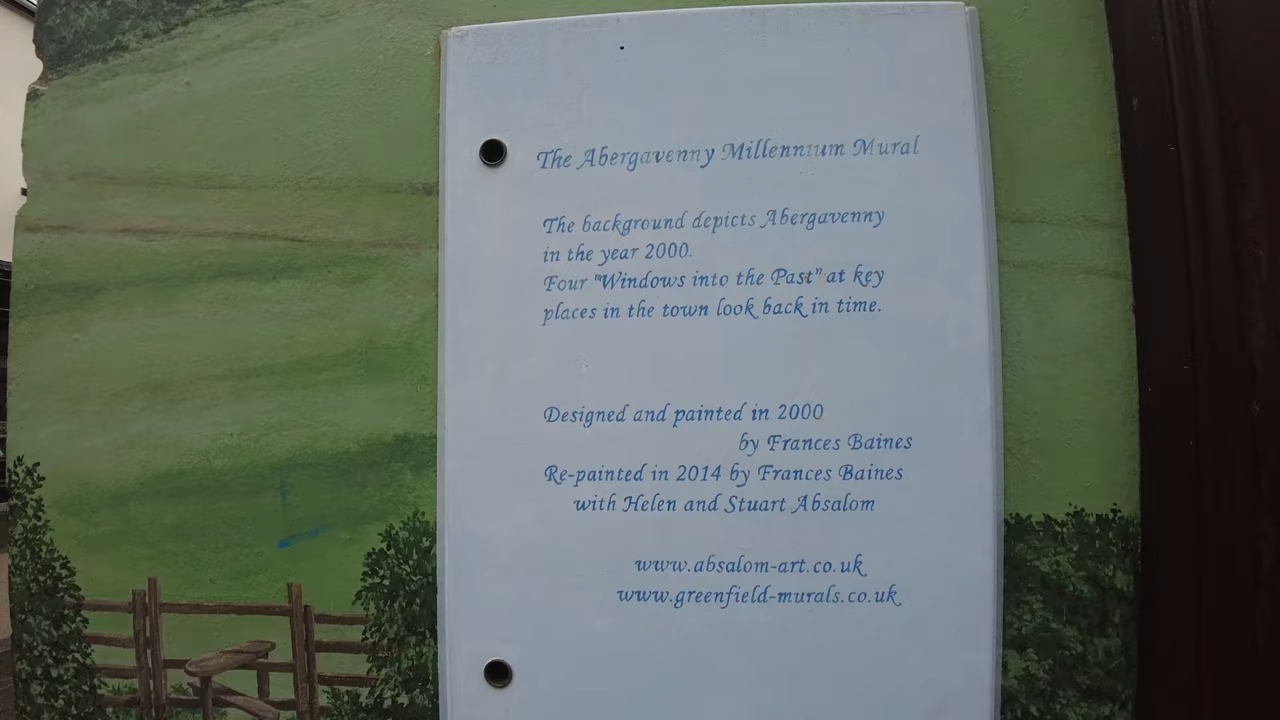 The Abergavenny Millennium Mural
The background depicts Abergavenny
in the year 2000.
Four "Windows into the Past" at key
places in the town look back in time.
Designed and painted in 2000
by Frances Baines
Re-painted in 2014 by Frances Baines
with Helen and Stuart Absalom
www.absalom-art.co.uk
www.greenfield-murals.co.uk